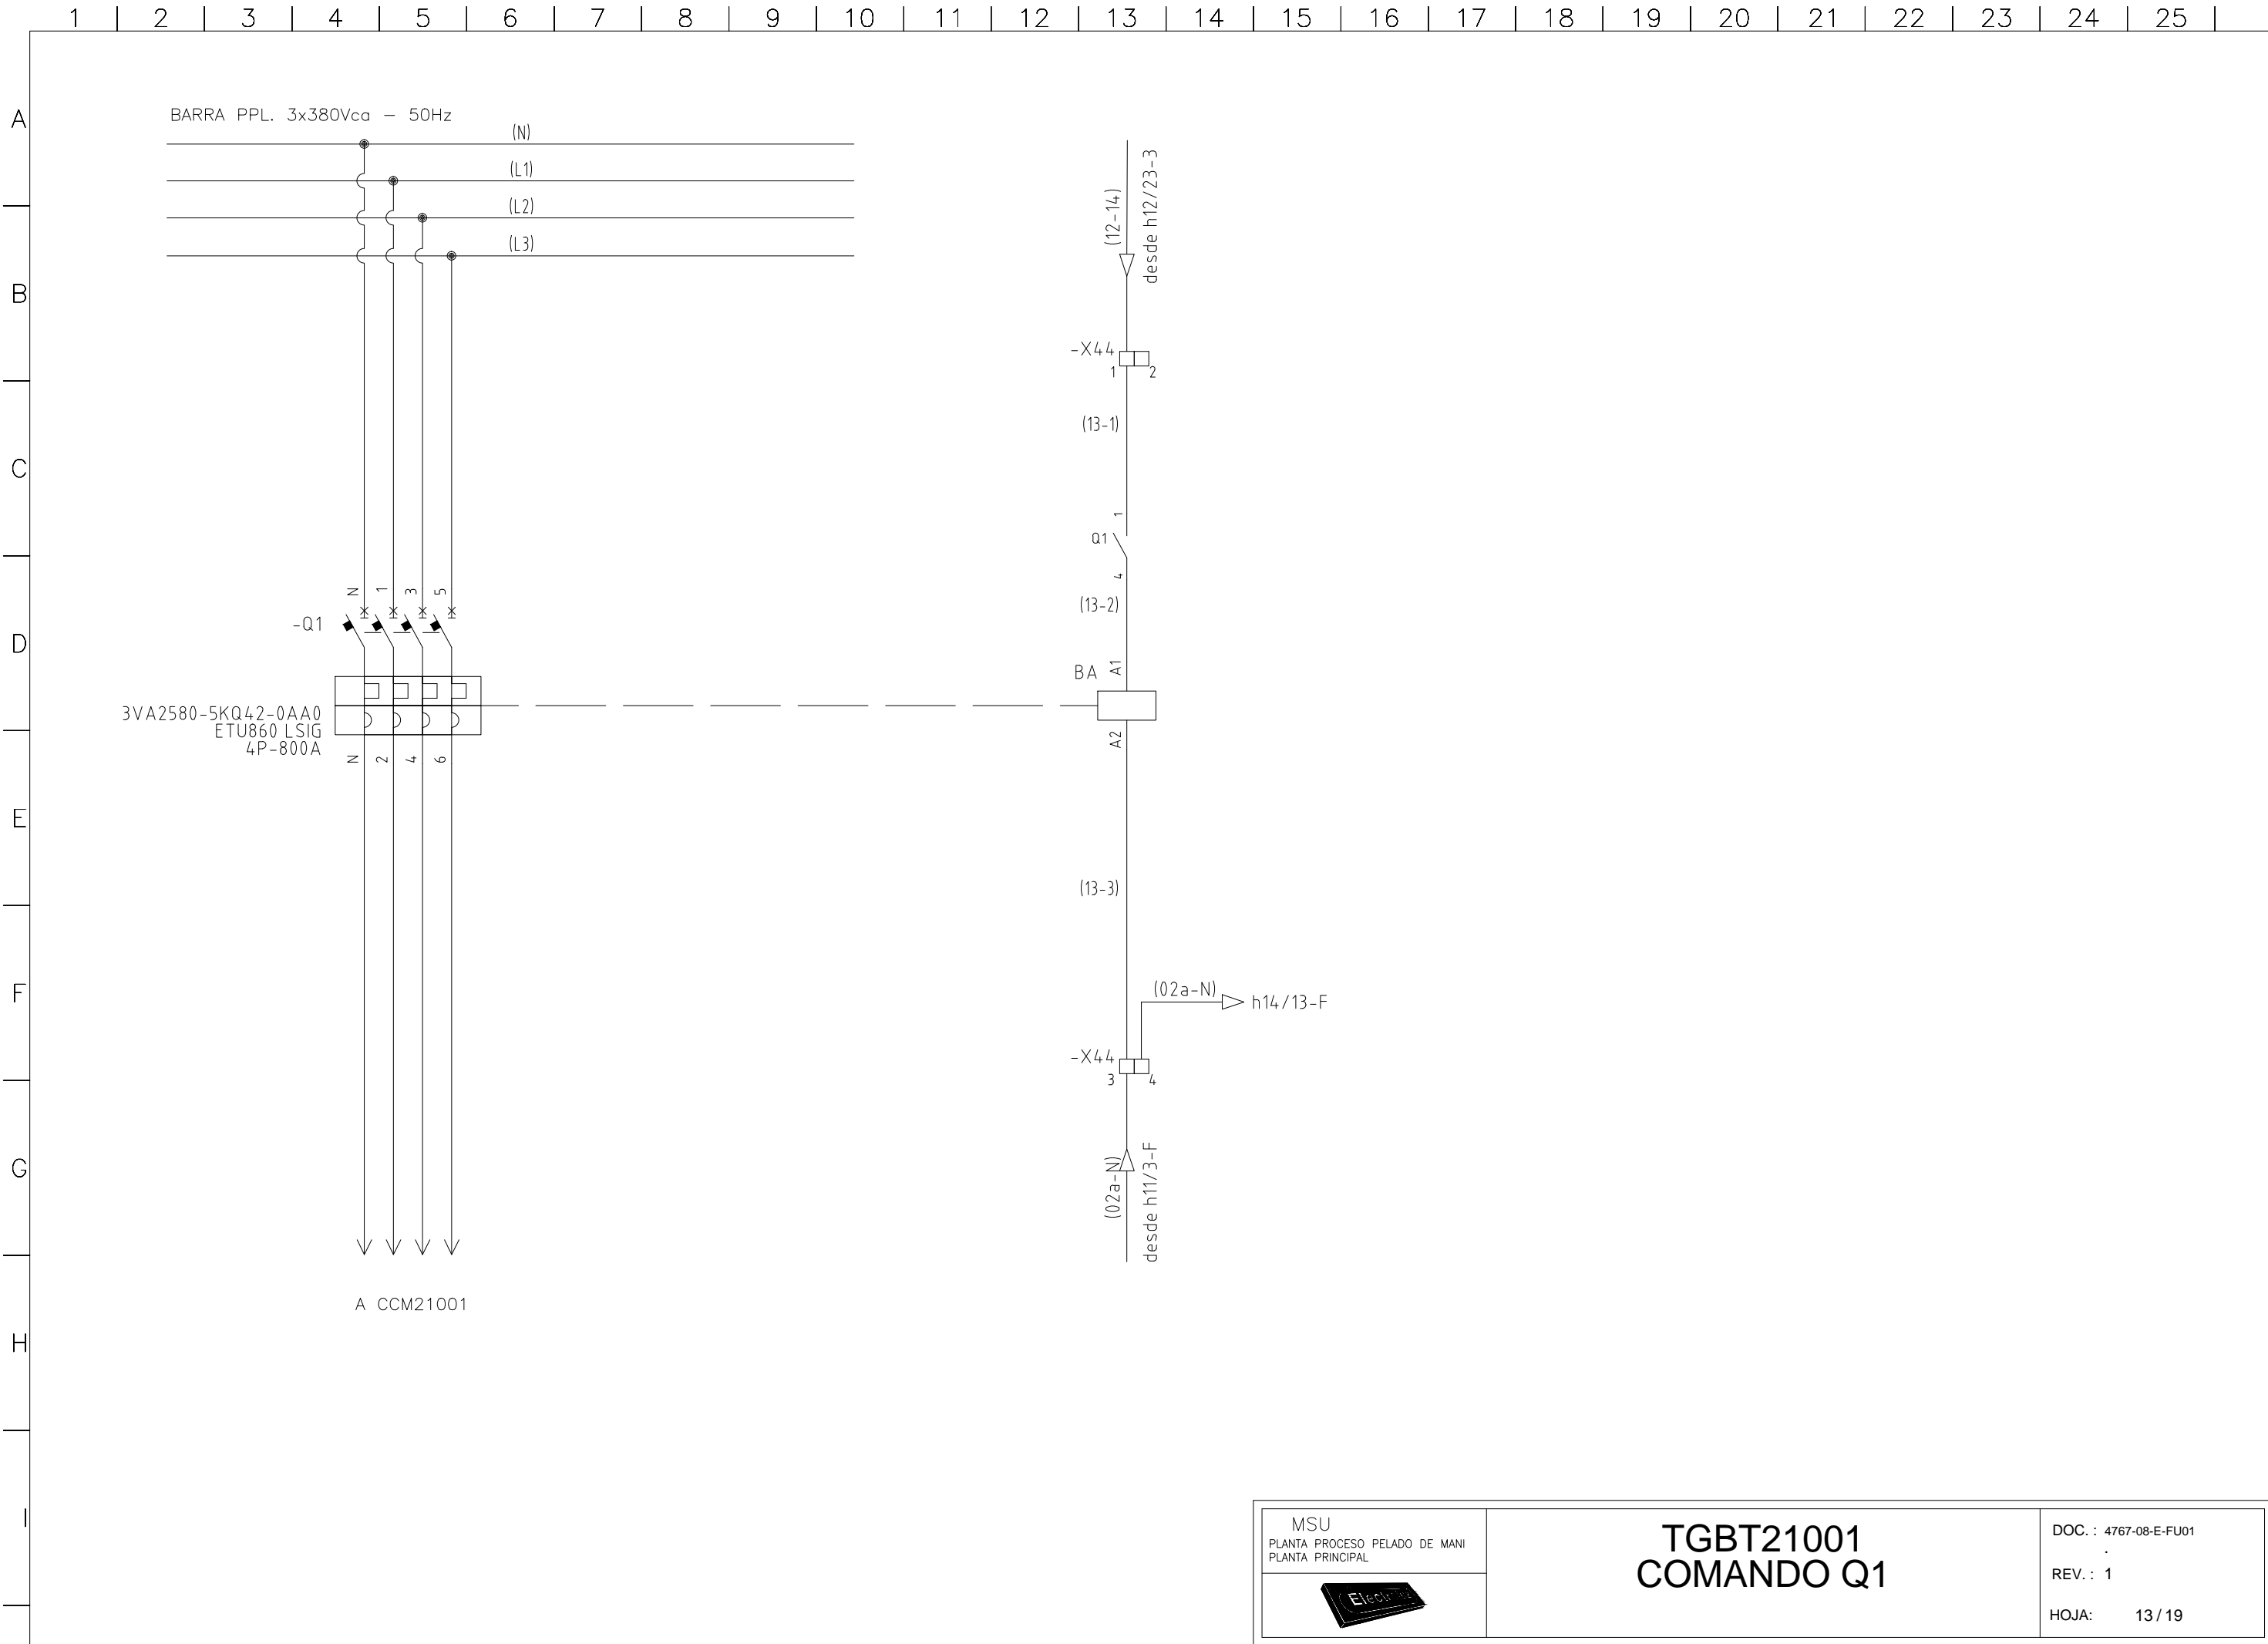 1 2 3 4 5 6 7 8 9 10 11 12 13 14 15 16 17 18 19 20 21 22 23 24 25
A
B
C
D
E
F
G
H
I
BARRA PPL. 3x380Vca – 50Hz
(N)
(L1)
(L2)
(L3)
N 1 3 5
-Q1
3VA2580-5KQ42-0AA0
ETU860 LSIG
4P-800A
N 2 4 6
A CCM21001
(12-14)
desde h12/23-3
-X44
1 2
(13-1)
1
Q1
4
(13-2)
BA A1
A2
(13-3)
(02a-N)
h14/13-F
-X44
3 4
(02a-N)
desde h11/3-F
MSU
PLANTA PROCESO PELADO DE MANI
PLANTA PRINCIPAL
TGBT21001
COMANDO Q1
DOC. : 4767-08-E-FU01
.
REV. : 1
HOJA: 13 / 19